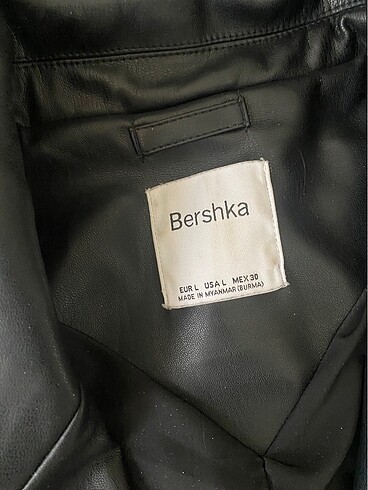 Bershka
EUR L USA L MEX 30
MADE IN MYANMAR (BURMA)